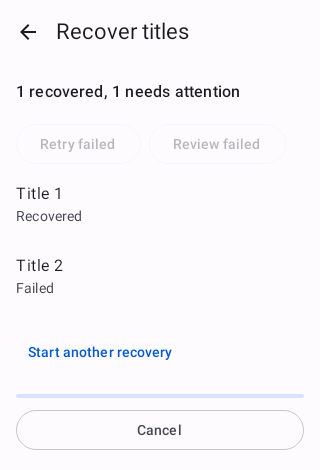 Recover titles
1 recovered, 1 needs attention
Retry failed
Review failed
Title 1
Recovered
Title 2
Failed
Start another recovery
Cancel